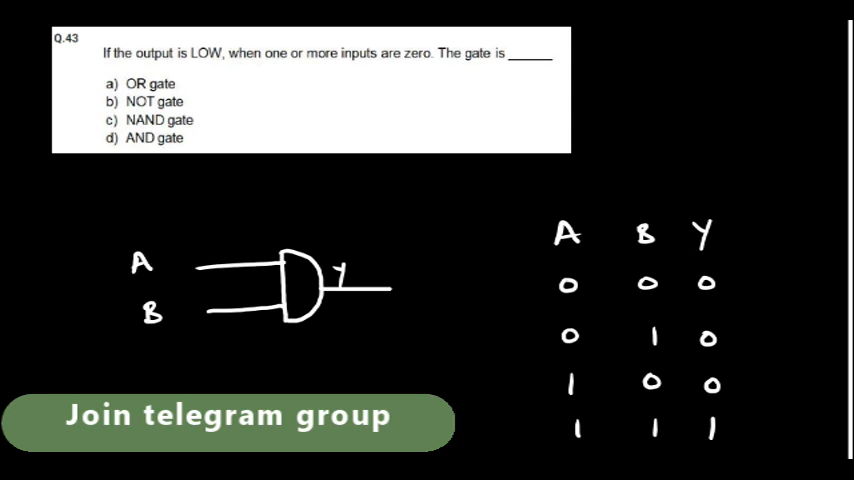 Q.43
If the output is LOW, when one or more inputs are zero. The gate is ______
a) OR gate
b) NOT gate
c) NAND gate
d) AND gate
A
B
Y
A B Y
0 0 0
0 1 0
1 0 0
1 1 1
Join telegram group